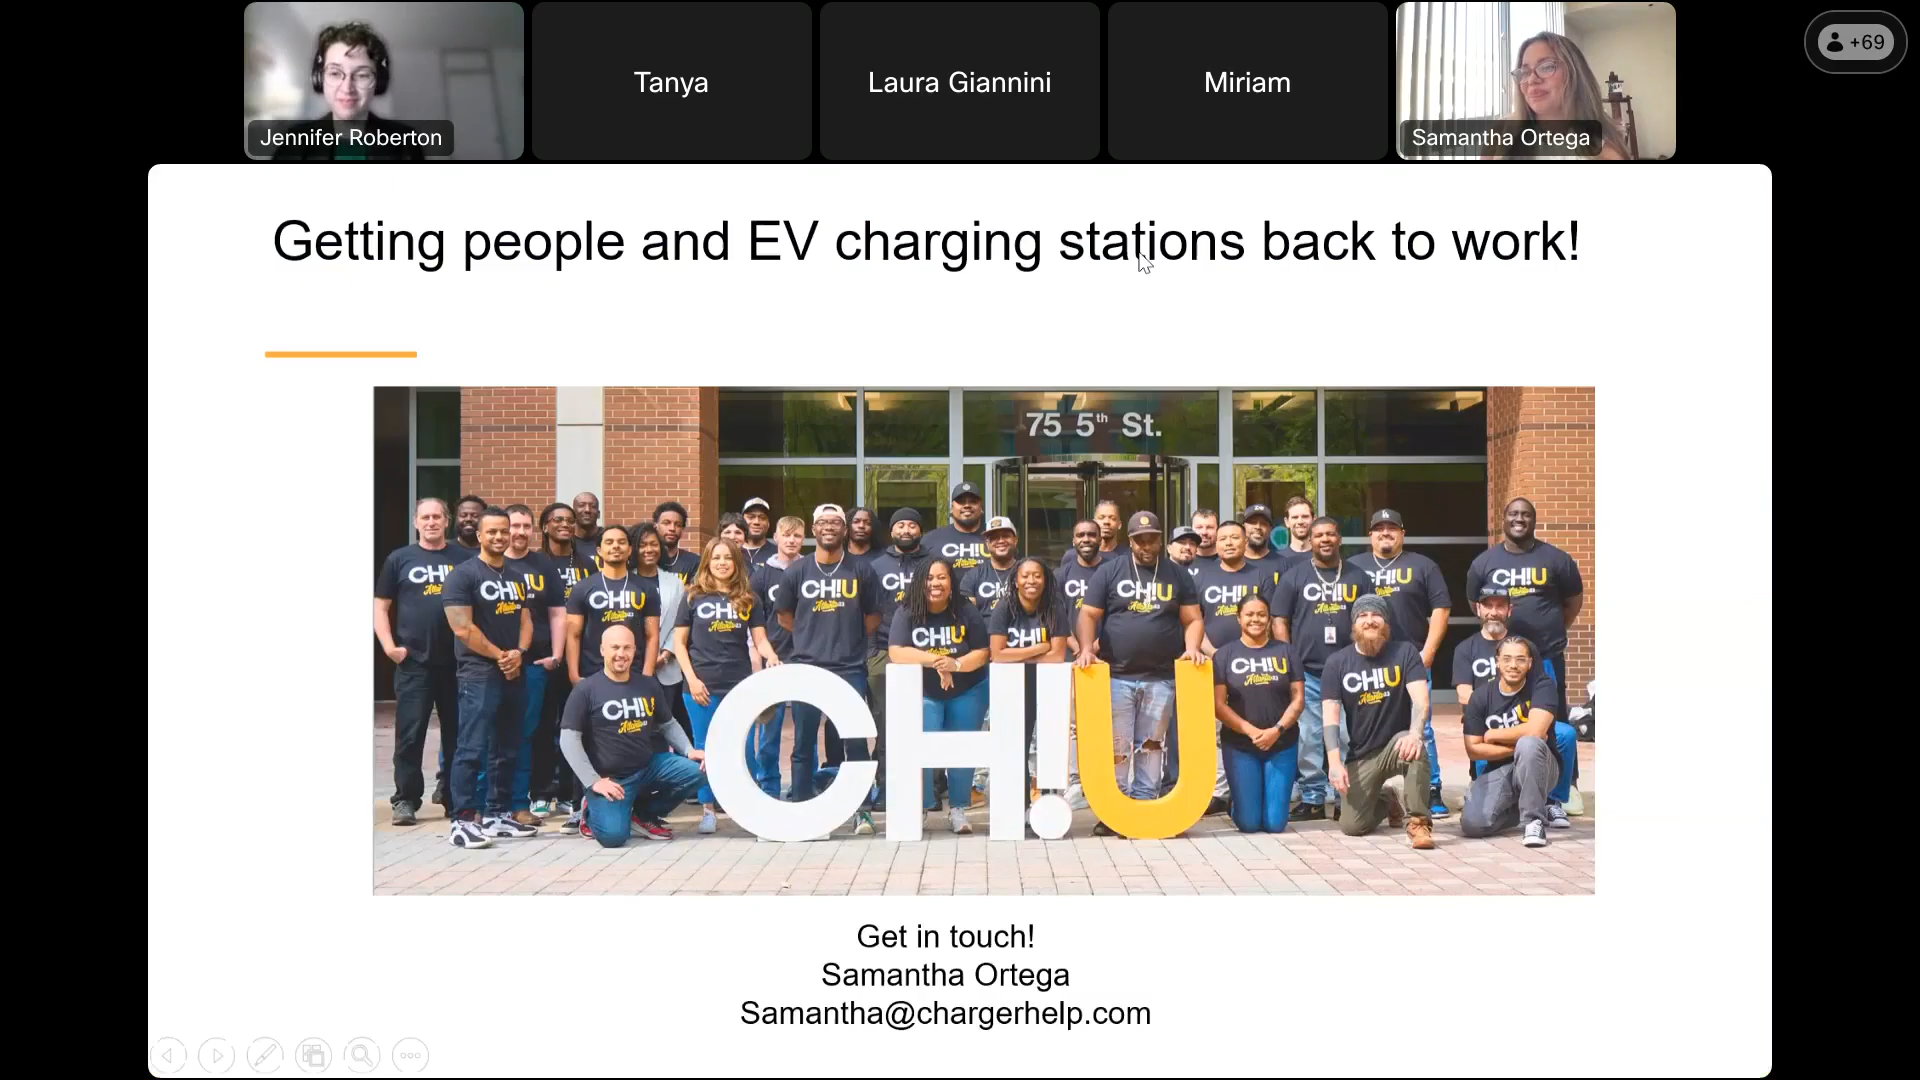 Tanya
Laura Giannini
Miriam
+69
Jennifer Roberton
Samantha Ortega
Getting people and EV charging stations back to work!
75 5th St.
CH!U
Get in touch!
Samantha Ortega
Samantha@chargerhelp.com